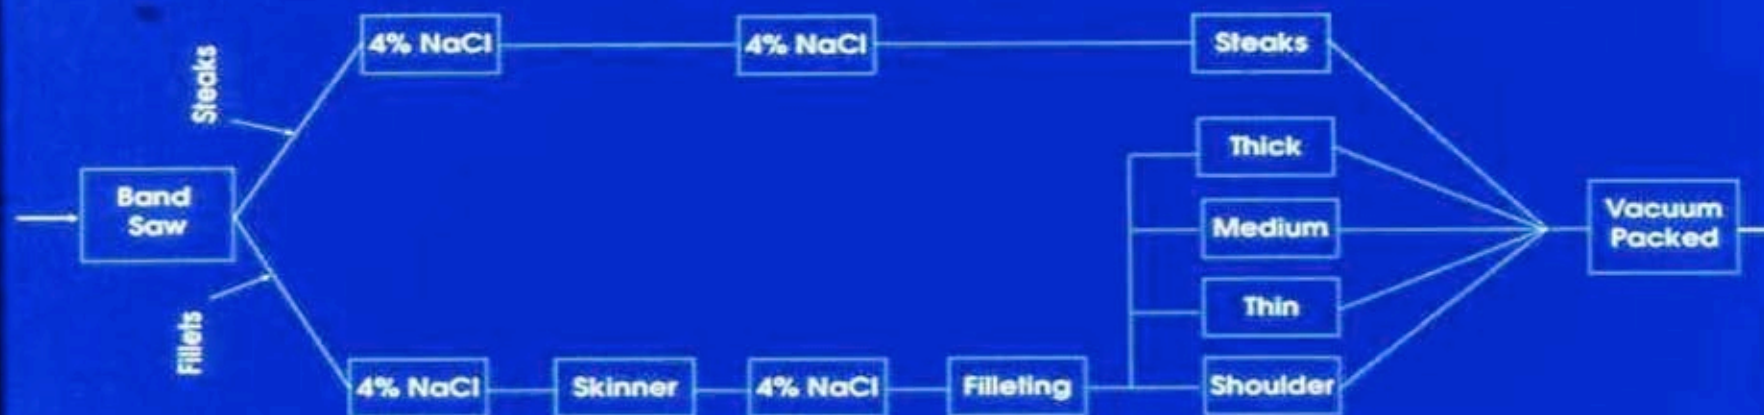 Steaks
4% NaCl
4% NaCl
Steaks
Thick
Band
Saw
Medium
Vacuum
Packed
Thin
Fillets
4% NaCl
Skinner
4% NaCl
Filleting
Shoulder